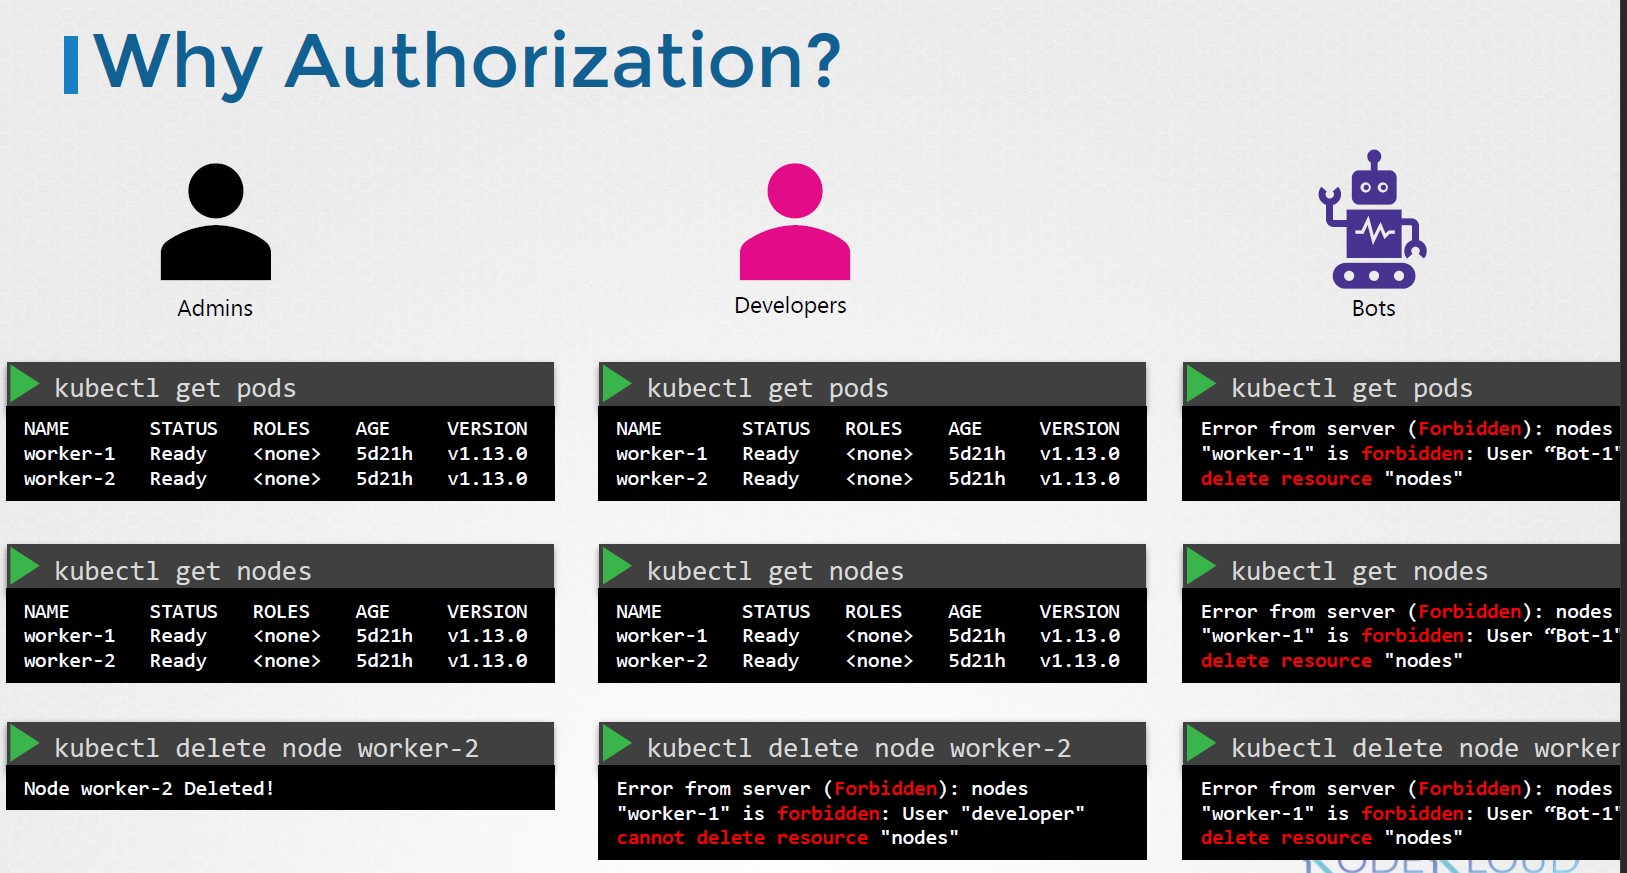 Why Authorization?
Admins
Developers
Bots
kubectl get pods
NAME STATUS ROLES AGE VERSION
worker-1 Ready <none> 5d21h v1.13.0
worker-2 Ready <none> 5d21h v1.13.0
kubectl get pods
NAME STATUS ROLES AGE VERSION
worker-1 Ready <none> 5d21h v1.13.0
worker-2 Ready <none> 5d21h v1.13.0
kubectl get pods
Error from server (Forbidden): nodes
"worker-1" is forbidden: User “Bot-1"
delete resource "nodes"
kubectl get nodes
NAME STATUS ROLES AGE VERSION
worker-1 Ready <none> 5d21h v1.13.0
worker-2 Ready <none> 5d21h v1.13.0
kubectl get nodes
NAME STATUS ROLES AGE VERSION
worker-1 Ready <none> 5d21h v1.13.0
worker-2 Ready <none> 5d21h v1.13.0
kubectl get nodes
Error from server (Forbidden): nodes
"worker-1" is forbidden: User “Bot-1"
delete resource "nodes"
kubectl delete node worker-2
Node worker-2 Deleted!
kubectl delete node worker-2
Error from server (Forbidden): nodes
"worker-1" is forbidden: User "developer"
cannot delete resource "nodes"
kubectl delete node worker
Error from server (Forbidden): nodes
"worker-1" is forbidden: User “Bot-1"
delete resource "nodes"
KODEKLOUD